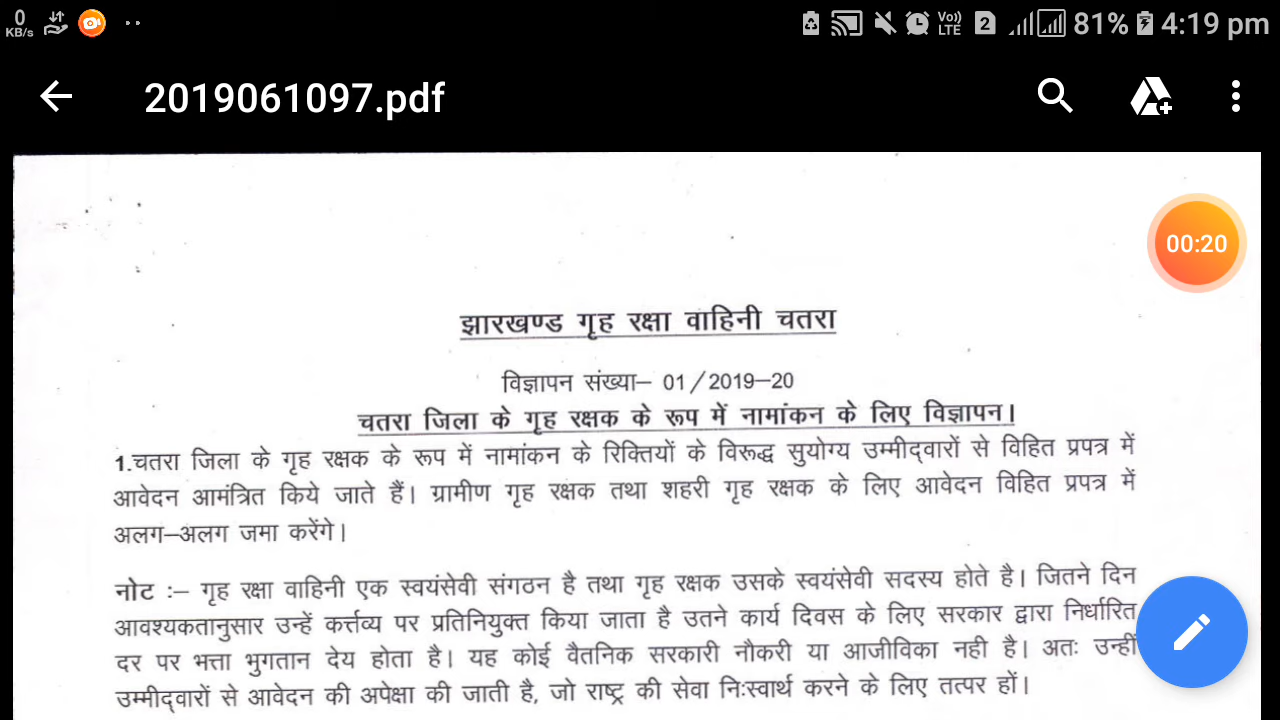 0
KB/s
Vo))
LTE
2
81%
4:19 pm
2019061097.pdf
00:20
झारखण्ड गृह रक्षा वाहिनी चतरा
विज्ञापन संख्या– 01/2019–20
चतरा जिला के गृह रक्षक के रूप में नामांकन के लिए विज्ञापन।
1.चतरा जिला के गृह रक्षक के रूप में नामांकन के रिक्तियों के विरूद्ध सुयोग्य उम्मीद्वारों से विहित प्रपत्र में
आवेदन आमंत्रित किये जाते हैं। ग्रामीण गृह रक्षक तथा शहरी गृह रक्षक के लिए आवेदन विहित प्रपत्र में
अलग–अलग जमा करेंगे।
नोट :– गृह रक्षा वाहिनी एक स्वयंसेवी संगठन है तथा गृह रक्षक उसके स्वयंसेवी सदस्य होते है। जितने दिन
आवश्यकतानुसार उन्हें कर्त्तव्य पर प्रतिनियुक्त किया जाता है उतने कार्य दिवस के लिए सरकार द्वारा निर्धारित
दर पर भत्ता भुगतान देय होता है। यह कोई वैतनिक सरकारी नौकरी या आजीविका नही है। अतः उन्हीं
उम्मीद्वारों से आवेदन की अपेक्षा की जाती है, जो राष्ट्र की सेवा निःस्वार्थ करने के लिए तत्पर हों।